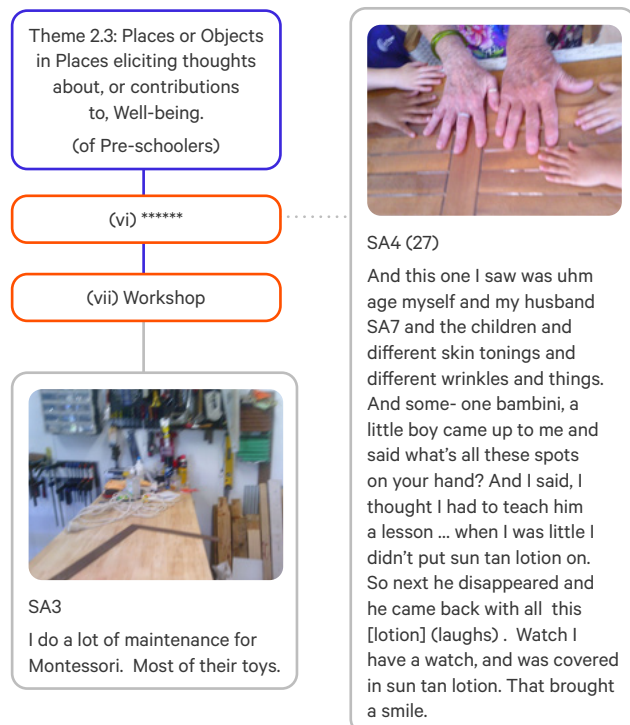 Theme 2.3: Places or Objects
in Places eliciting thoughts
about, or contributions
to, Well-being.
(of Pre-schoolers)
(vi) ******
(vii) Workshop
SA3
I do a lot of maintenance for
Montessori.  Most of their toys.
SA4 (27)
And this one I saw was uhm
age myself and my husband
SA7 and the children and
different skin tonings and
different wrinkles and things.
And some- one bambini, a
little boy came up to me and
said what’s all these spots
on your hand? And I said, I
thought I had to teach him
a lesson ... when I was little I
didn’t put sun tan lotion on.
So next he disappeared and
he came back with all  this
[lotion] (laughs) .  Watch I
have a watch, and was covered
in sun tan lotion. That brought
a smile.